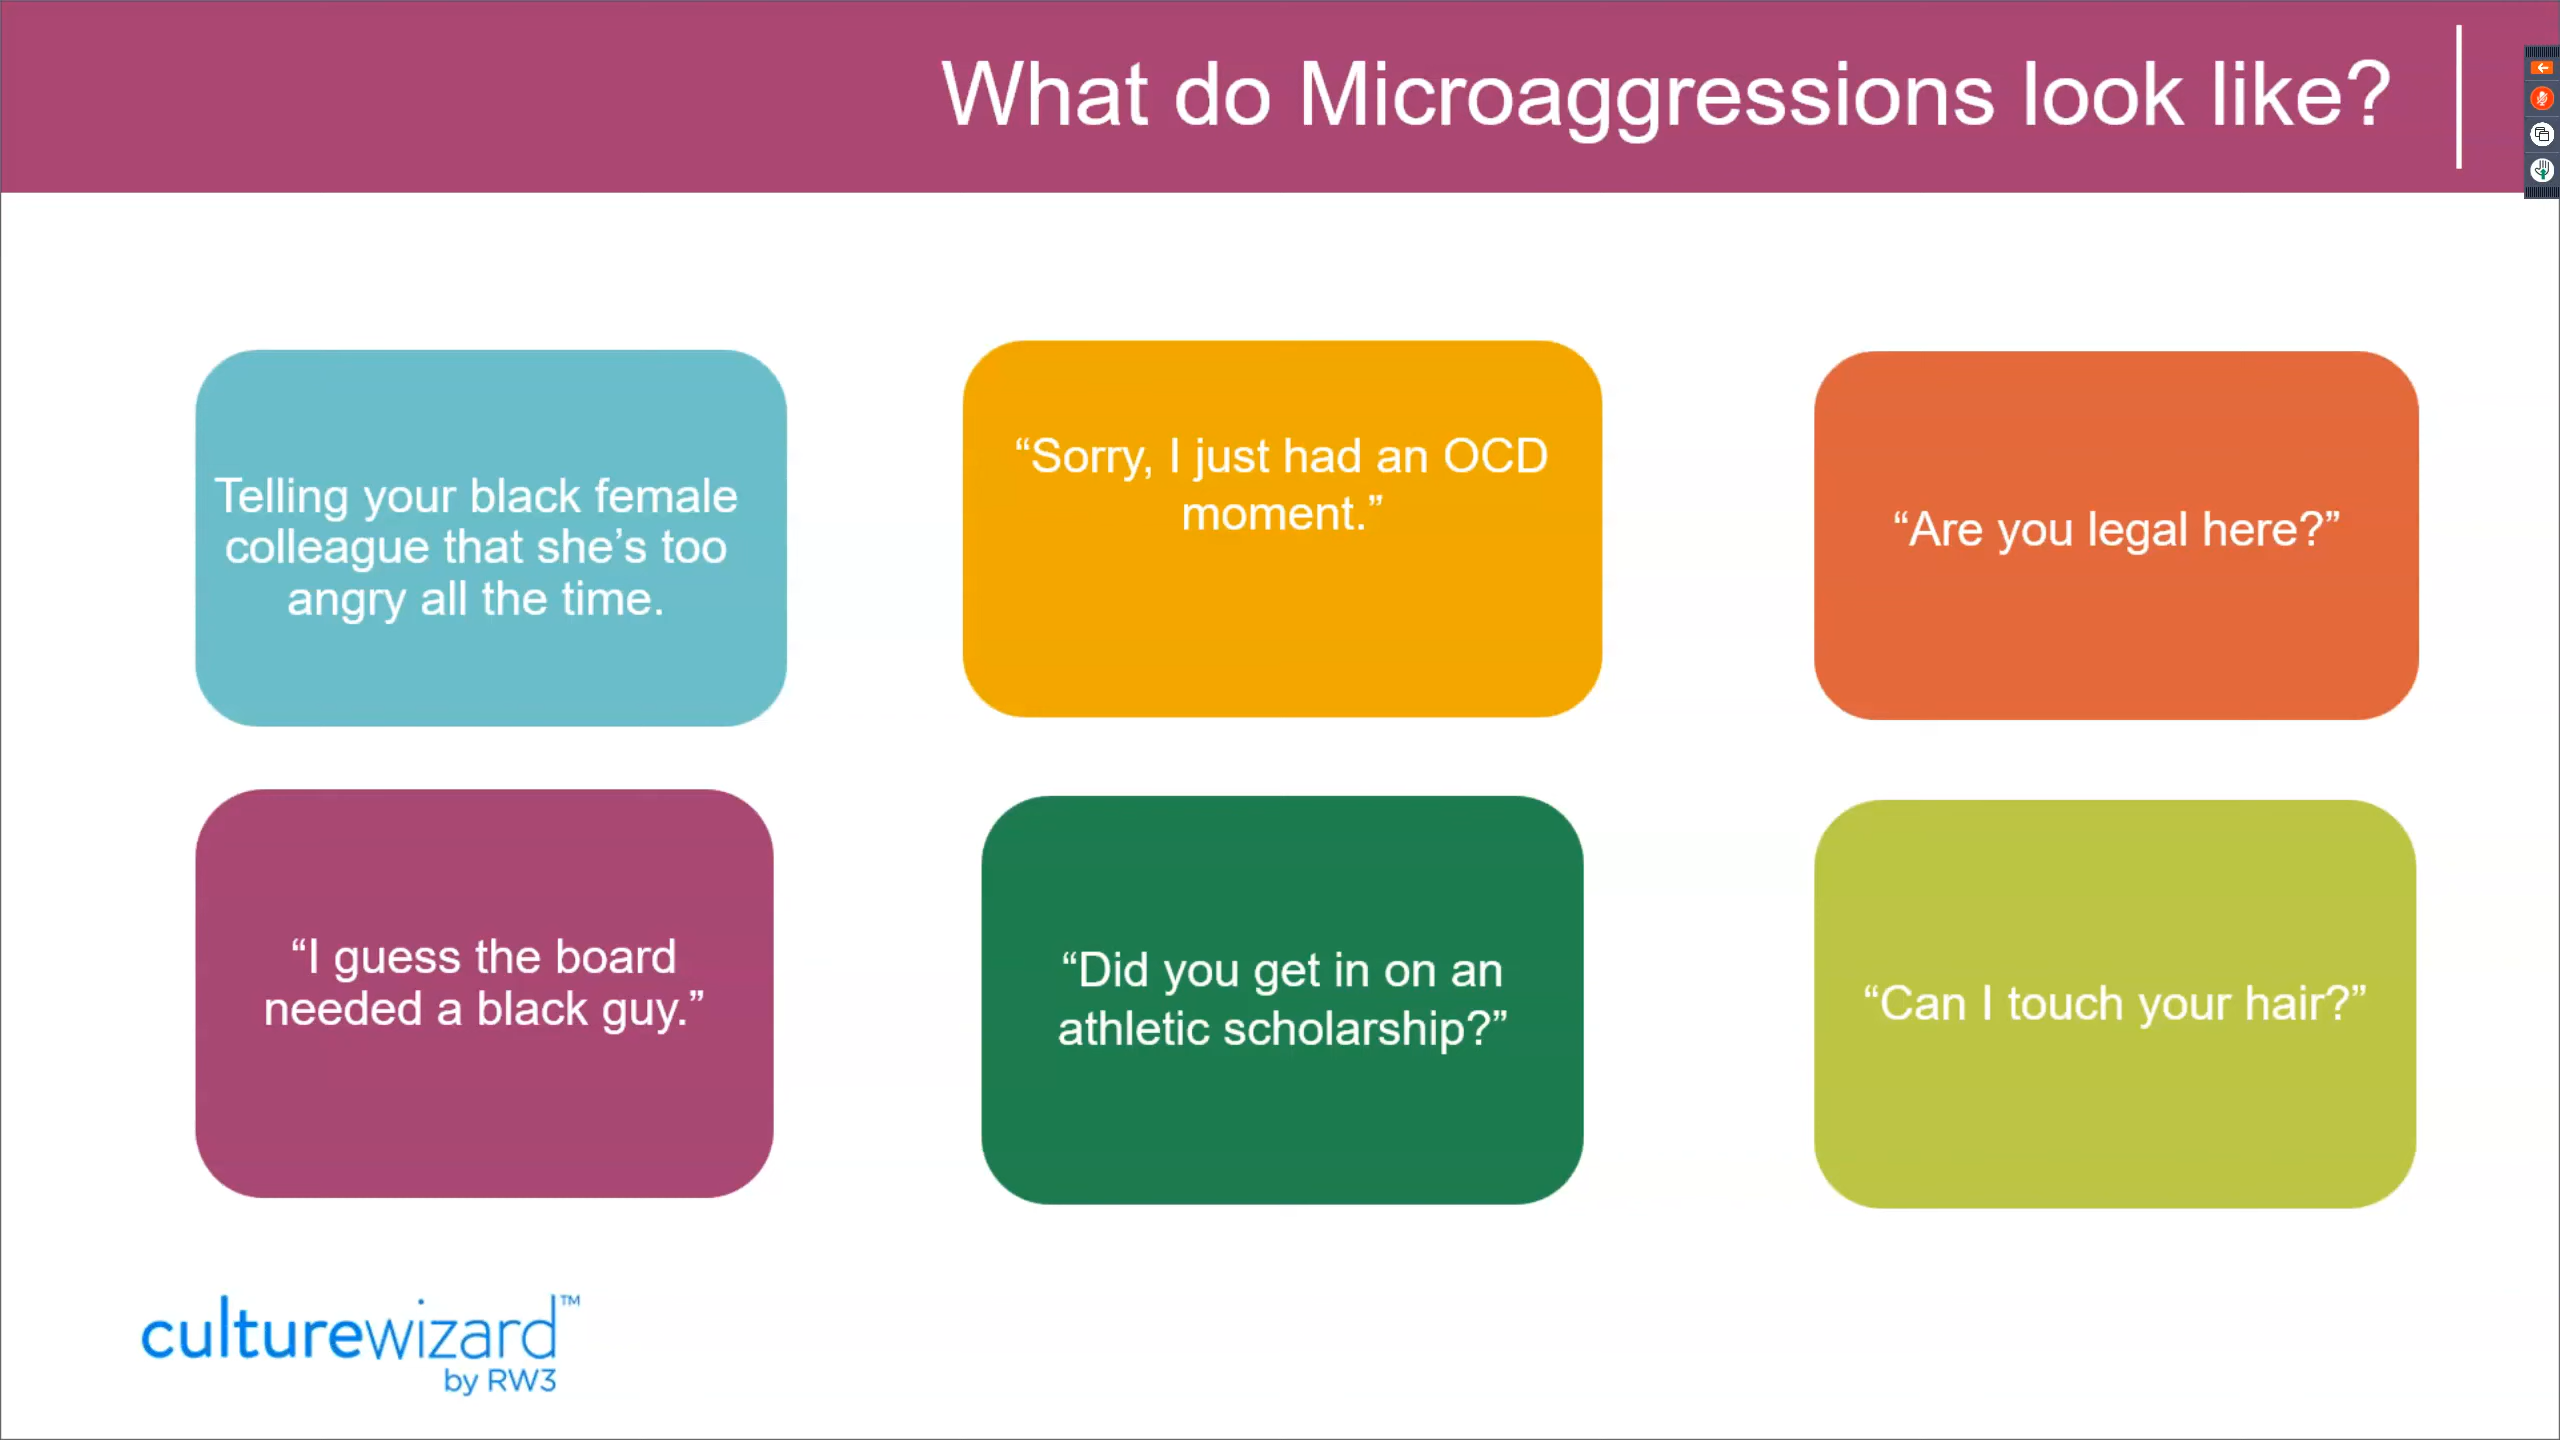 What do Microaggressions look like?
Telling your black female
colleague that she’s too
angry all the time.
“Sorry, I just had an OCD
moment.”
“Are you legal here?”
“I guess the board
needed a black guy.”
“Did you get in on an
athletic scholarship?”
“Can I touch your hair?”
culturewizard™
by RW3